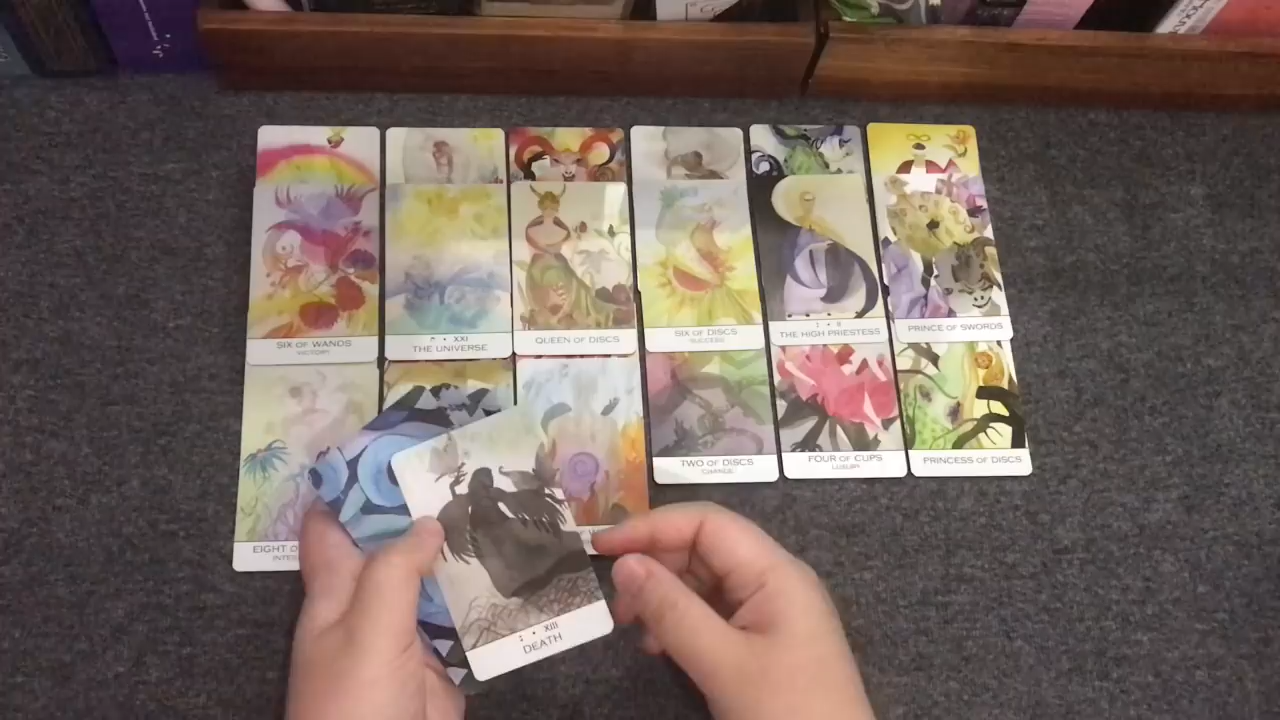 SIX OF WANDS
VICTORY
XXI
THE UNIVERSE
QUEEN OF DISCS
SIX OF DISCS
SUCCESS
THE HIGH PRIESTESS
PRINCE OF SWORDS
TWO OF DISCS
CHANGE
FOUR OF CUPS
LUXURY
PRINCESS OF DISCS
EIGHT
XIII
DEATH